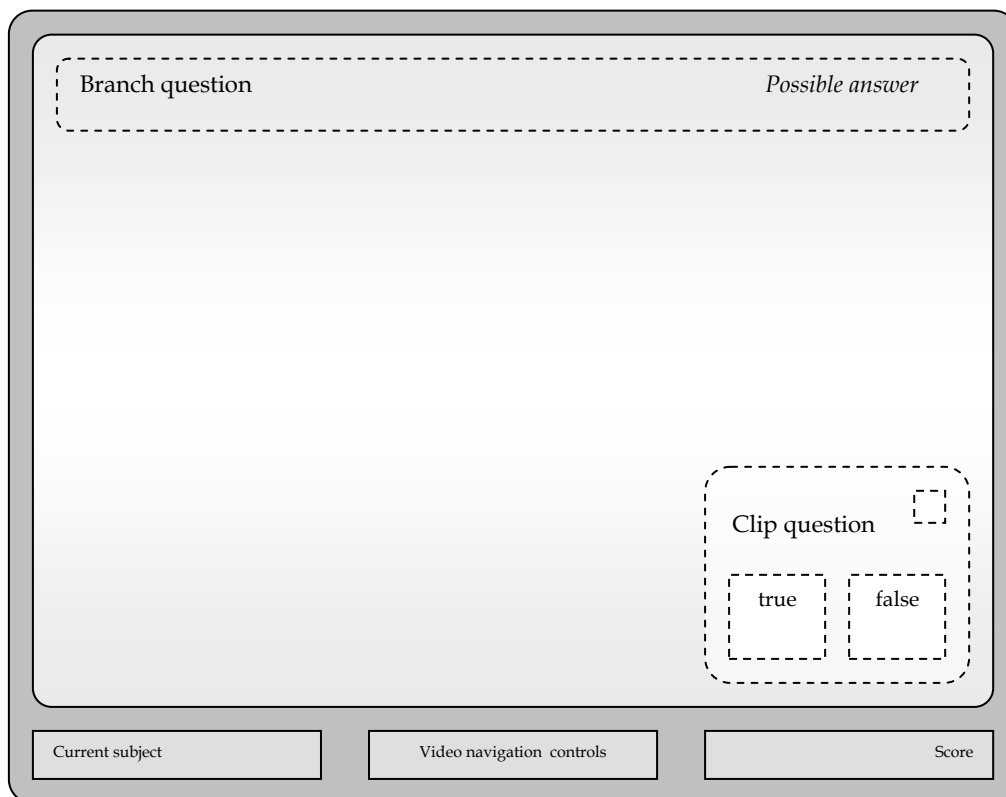 Branch question Possible answer
Clip question
true false
Current subject Video navigation controls Score